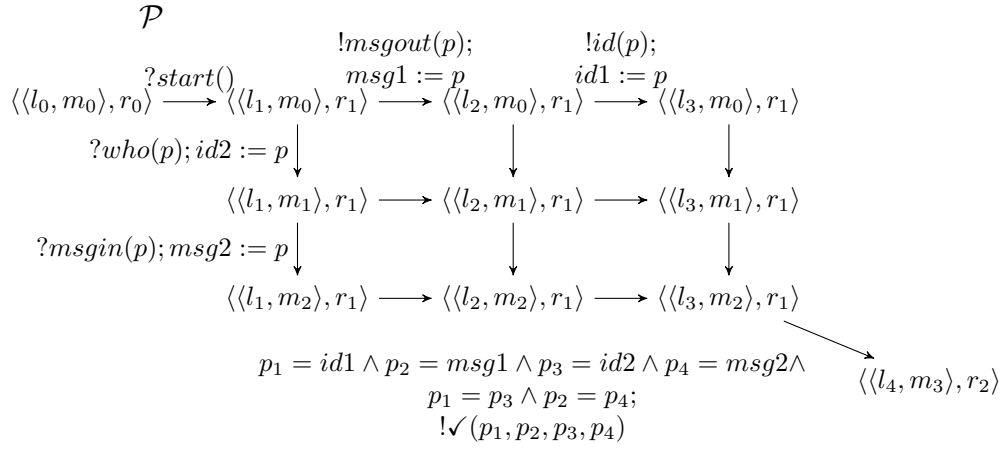 𝒫
!msgout(p); !id(p);
?start() msg1 := p id1 := p
⟨⟨l₀, m₀⟩, r₀⟩ ⟨⟨l₁, m₀⟩, r₁⟩ ⟨⟨l₂, m₀⟩, r₁⟩ ⟨⟨l₃, m₀⟩, r₁⟩
?who(p); id2 := p
⟨⟨l₁, m₁⟩, r₁⟩ ⟨⟨l₂, m₁⟩, r₁⟩ ⟨⟨l₃, m₁⟩, r₁⟩
?msgin(p); msg2 := p
⟨⟨l₁, m₂⟩, r₁⟩ ⟨⟨l₂, m₂⟩, r₁⟩ ⟨⟨l₃, m₂⟩, r₁⟩
p₁ = id1 ∧ p₂ = msg1 ∧ p₃ = id2 ∧ p₄ = msg2∧
⟨⟨l₄, m₃⟩, r₂⟩
p₁ = p₃ ∧ p₂ = p₄;
!✓(p₁, p₂, p₃, p₄)